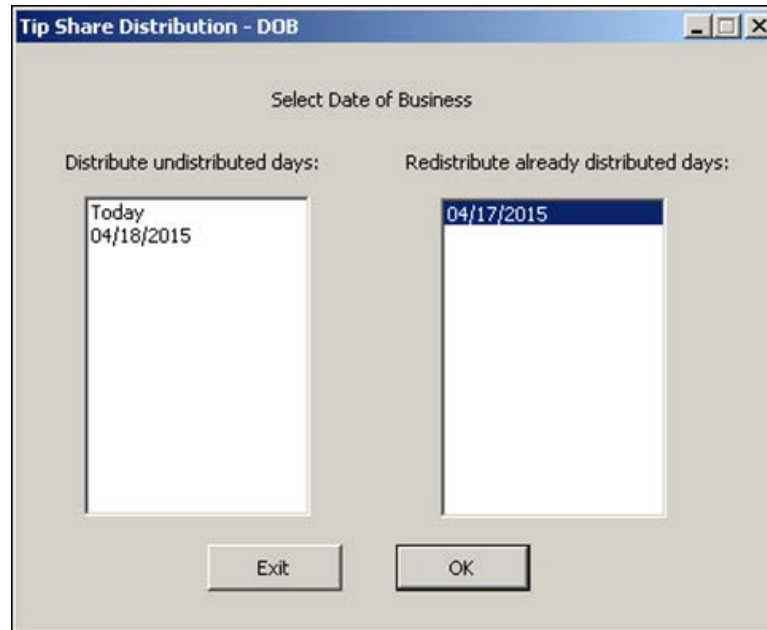 Tip Share Distribution - DOB
Select Date of Business
Distribute undistributed days:
Redistribute already distributed days:
Today
04/18/2015
04/17/2015
Exit
OK